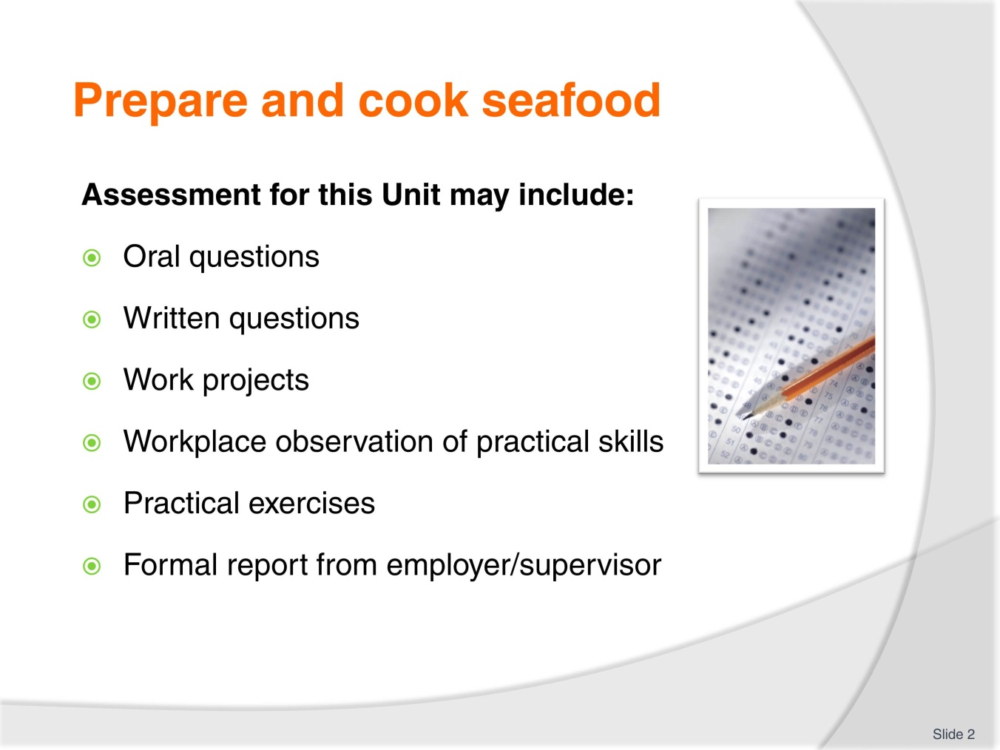 Prepare and cook seafood
Assessment for this Unit may include:
Oral questions
Written questions
Work projects
Workplace observation of practical skills
Practical exercises
Formal report from employer/supervisor
Slide 2